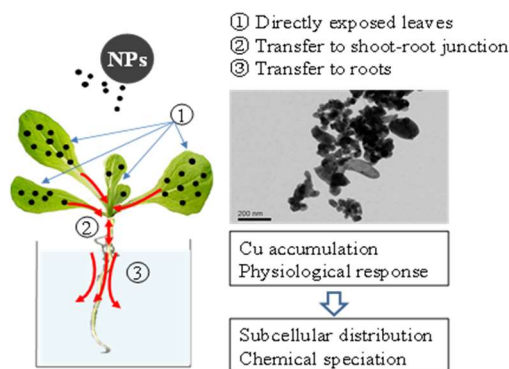 NPs
① Directly exposed leaves
② Transfer to shoot-root junction
③ Transfer to roots
①
②
③
200 nm
Cu accumulation
Physiological response
Subcellular distribution
Chemical speciation